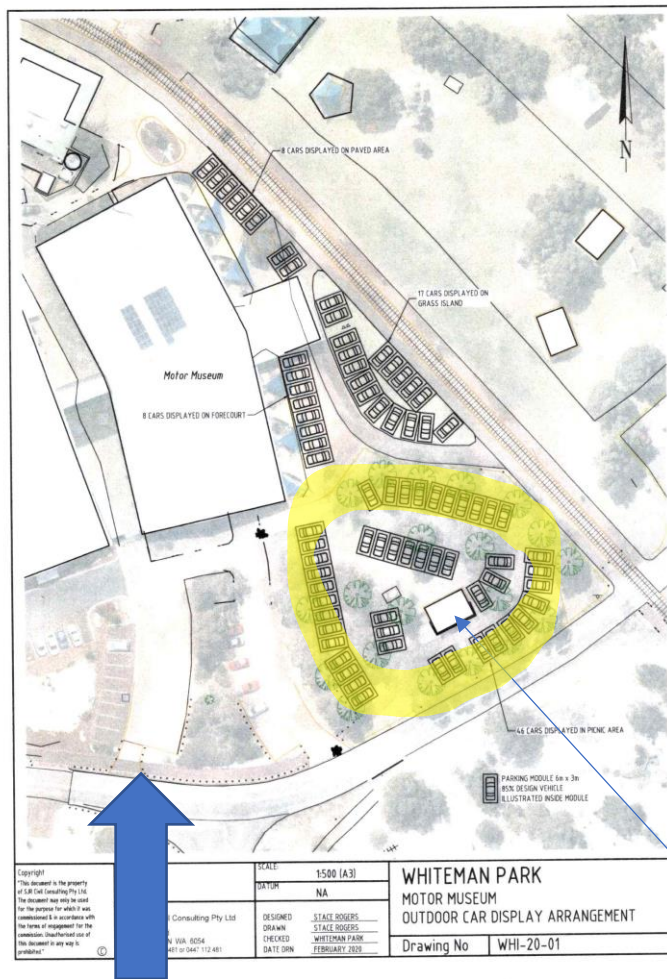 8 CARS DISPLAYED ON PAVED AREA
N
17 CARS DISPLAYED ON
GRASS ISLAND
Motor Museum
8 CARS DISPLAYED ON FORECOURT
46 CARS DISPLAYED IN PICNIC AREA
PARKING MODULE 6m x 3m
85% DESIGN VEHICLE
ILLUSTRATED INSIDE MODULE
Copyright
"This document is the property
of SJR Civil Consulting Pty Ltd.
The document may only be used
for the purpose for which it was
commissioned & in accordance with
the terms of engagement for the
commission. Unauthorised use of
this document in any way is
prohibited."
©
l Consulting Pty Ltd
N WA 6054
481 or 0447 112 481
SCALE: 1:500 (A3)
DATUM NA
DESIGNED STACE ROGERS
DRAWN STACE ROGERS
CHECKED WHITEMAN PARK
DATE DRN FEBRUARY 2020
WHITEMAN PARK
MOTOR MUSEUM
OUTDOOR CAR DISPLAY ARRANGEMENT
Drawing No WHI-20-01